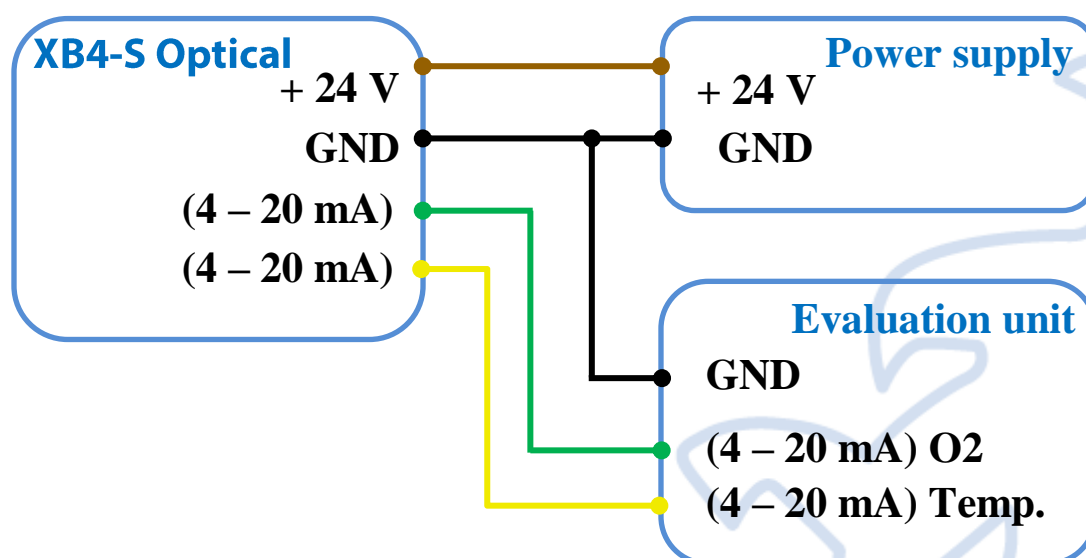 XB4-S Optical
+ 24 V
GND
(4 – 20 mA)
(4 – 20 mA)
Power supply
+ 24 V
GND
Evaluation unit
GND
(4 – 20 mA) O2
(4 – 20 mA) Temp.